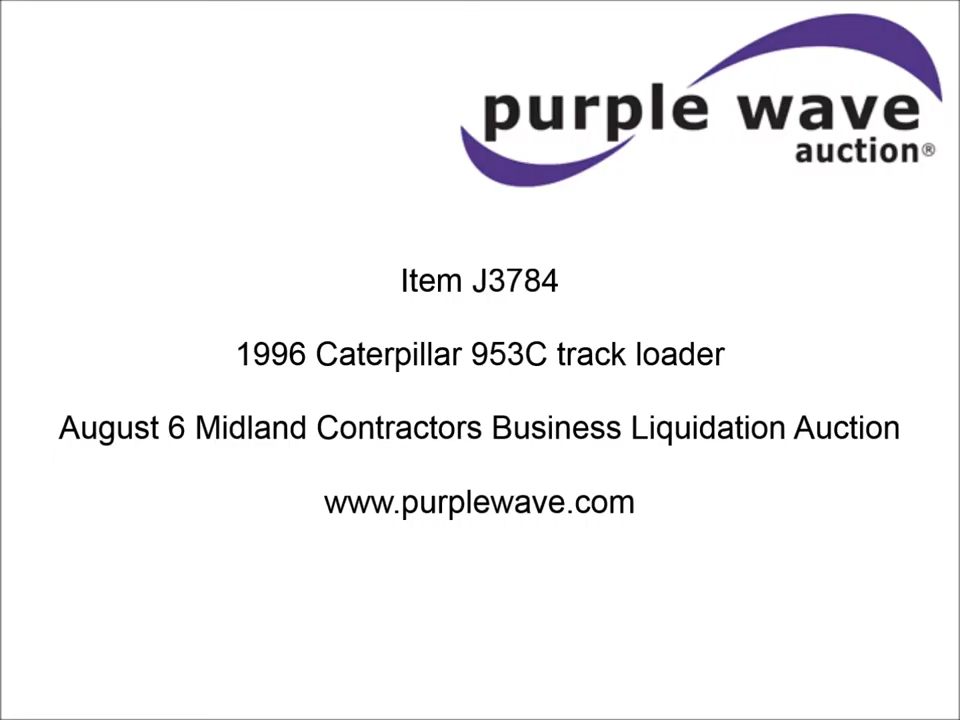 purple wave
auction®
Item J3784
1996 Caterpillar 953C track loader
August 6 Midland Contractors Business Liquidation Auction
www.purplewave.com